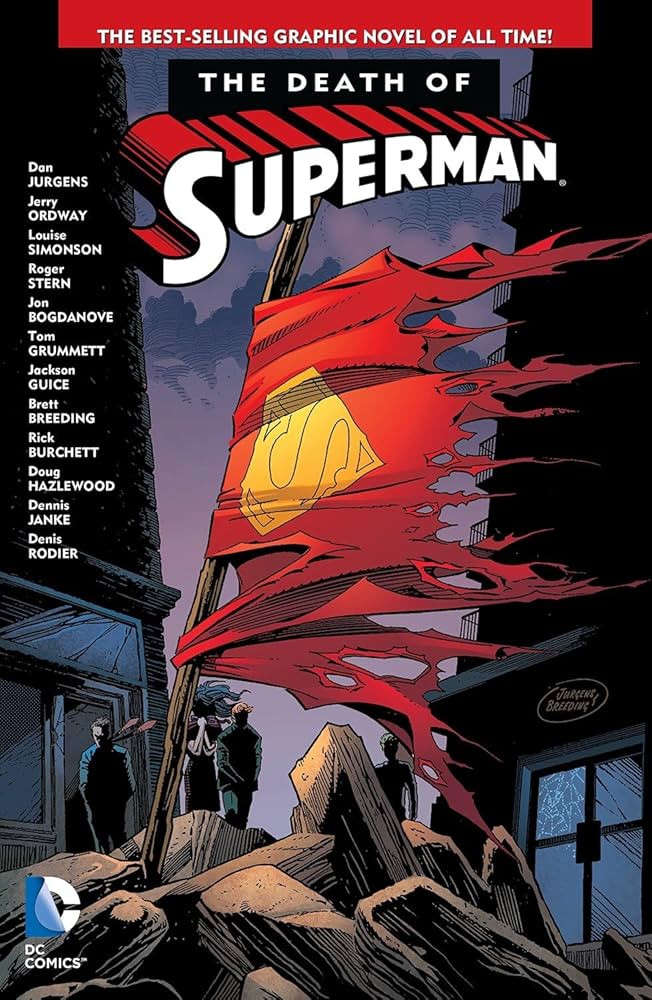 THE BEST-SELLING GRAPHIC NOVEL OF ALL TIME!
THE DEATH OF
SUPERMAN®
Dan
JURGENS
Jerry
ORDWAY
Louise
SIMONSON
Roger
STERN
Jon
BOGDANOVE
Tom
GRUMMETT
Jackson
GUICE
Brett
BREEDING
Rick
BURCHETT
Doug
HAZLEWOOD
Dennis
JANKE
Denis
RODIER
S
JURGENS
BREEDING
DC
DC
COMICS™